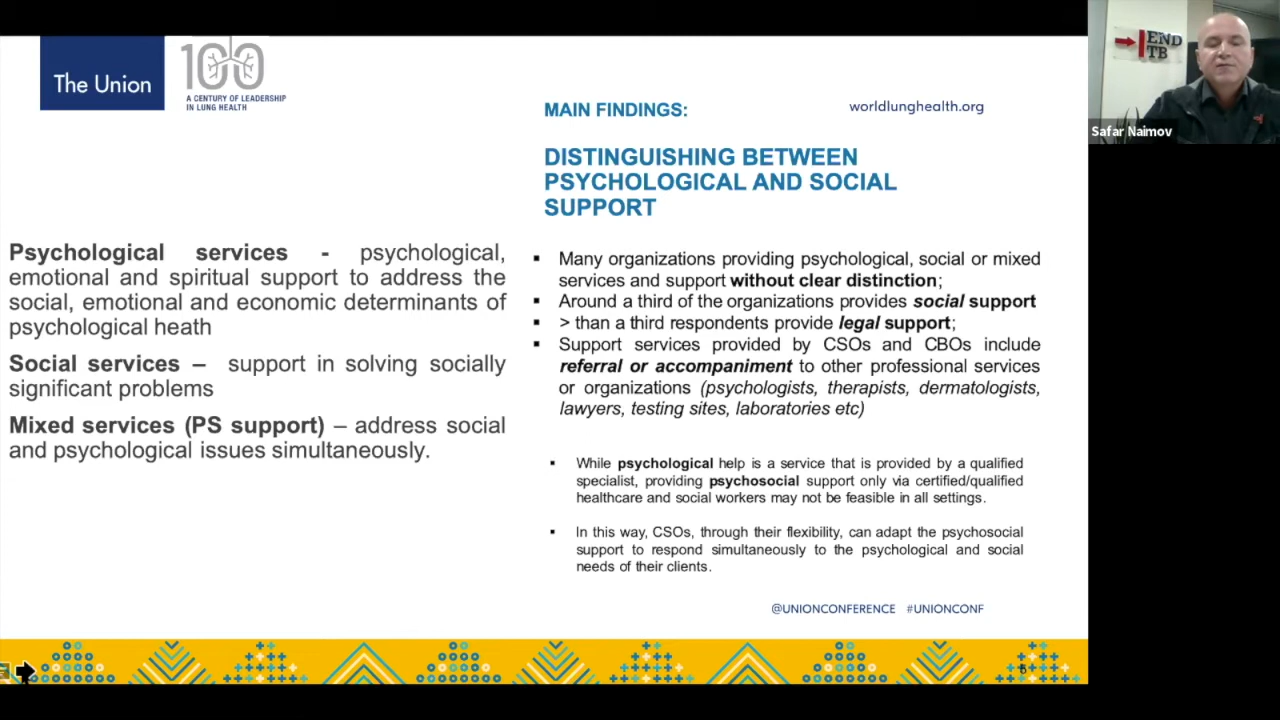 The Union
100
A CENTURY OF LEADERSHIP
IN LUNG HEALTH
MAIN FINDINGS:
worldlunghealth.org
DISTINGUISHING BETWEEN
PSYCHOLOGICAL AND SOCIAL
SUPPORT
Psychological services - psychological,
emotional and spiritual support to address the
social, emotional and economic determinants of
psychological heath
Social services – support in solving socially
significant problems
Mixed services (PS support) – address social
and psychological issues simultaneously.
▪ Many organizations providing psychological, social or mixed
services and support without clear distinction;
▪ Around a third of the organizations provides social support
▪ > than a third respondents provide legal support;
▪ Support services provided by CSOs and CBOs include
referral or accompaniment to other professional services
or organizations (psychologists, therapists, dermatologists,
lawyers, testing sites, laboratories etc)
▪ While psychological help is a service that is provided by a qualified
specialist, providing psychosocial support only via certified/qualified
healthcare and social workers may not be feasible in all settings.
▪ In this way, CSOs, through their flexibility, can adapt the psychosocial
support to respond simultaneously to the psychological and social
needs of their clients.
@UNIONCONFERENCE #UNIONCONF
END
TB
Safar Naimov